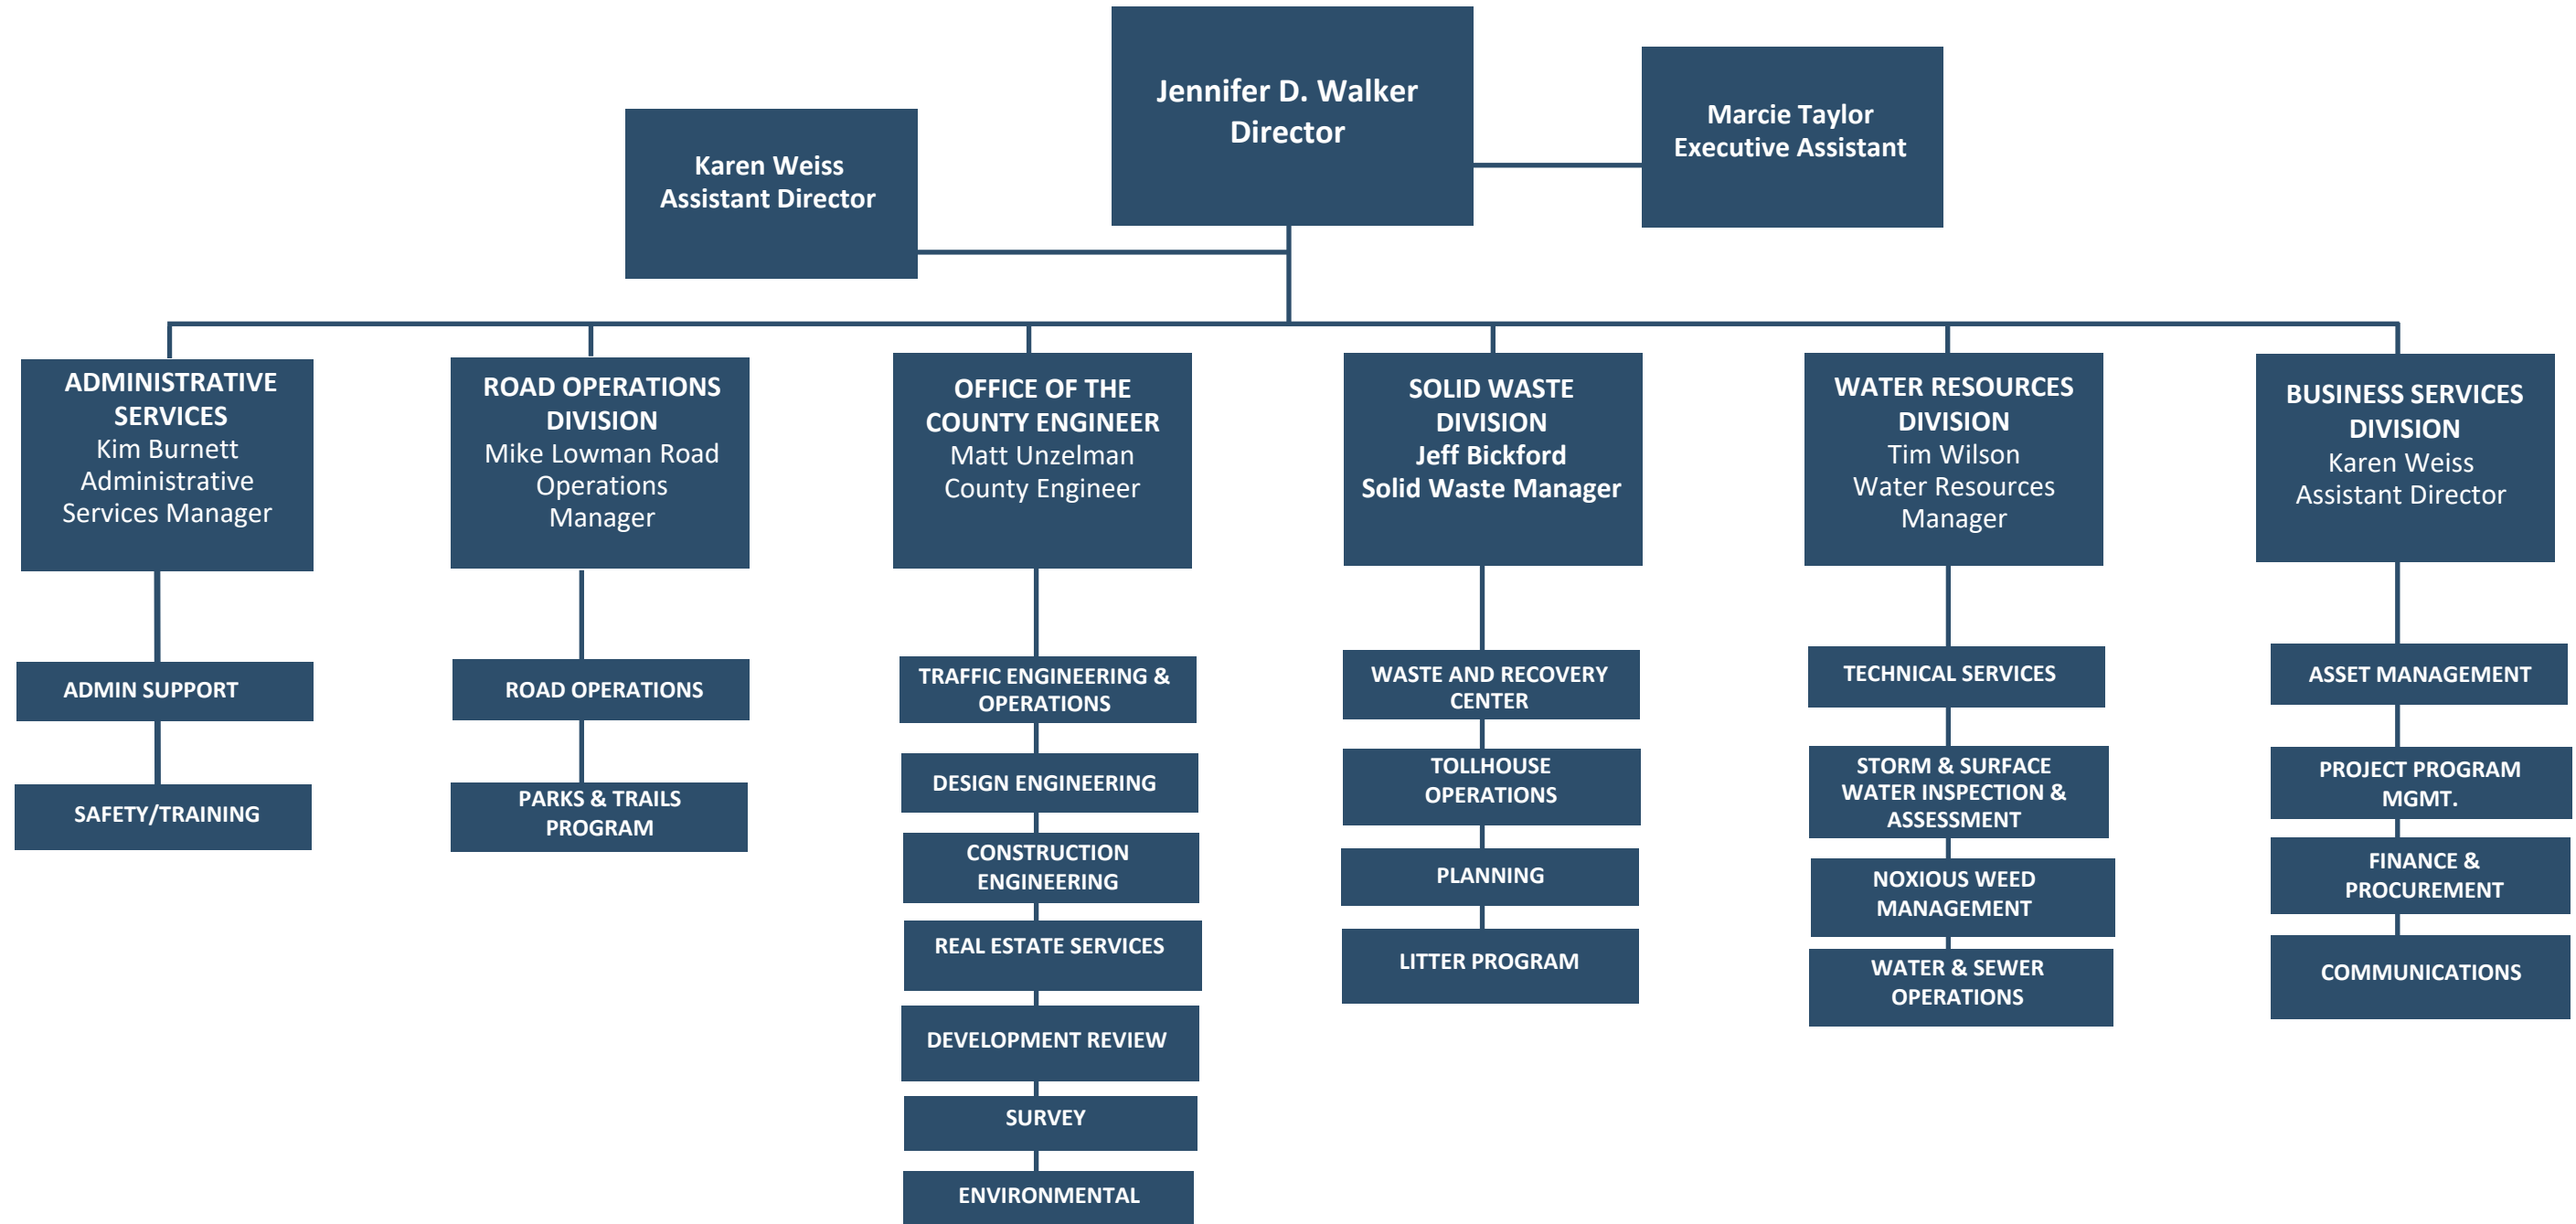 Jennifer D. Walker
Director
Marcie Taylor
Executive Assistant
Karen Weiss
Assistant Director
ADMINISTRATIVE
SERVICES
Kim Burnett
Administrative
Services Manager
ADMIN SUPPORT
SAFETY/TRAINING
ROAD OPERATIONS
DIVISION
Mike Lowman Road
Operations
Manager
ROAD OPERATIONS
PARKS & TRAILS
PROGRAM
OFFICE OF THE
COUNTY ENGINEER
Matt Unzelman
County Engineer
TRAFFIC ENGINEERING &
OPERATIONS
DESIGN ENGINEERING
CONSTRUCTION
ENGINEERING
REAL ESTATE SERVICES
DEVELOPMENT REVIEW
SURVEY
ENVIRONMENTAL
SOLID WASTE
DIVISION
Jeff Bickford
Solid Waste Manager
WASTE AND RECOVERY
CENTER
TOLLHOUSE
OPERATIONS
PLANNING
LITTER PROGRAM
WATER RESOURCES
DIVISION
Tim Wilson
Water Resources
Manager
TECHNICAL SERVICES
STORM & SURFACE
WATER INSPECTION &
ASSESSMENT
NOXIOUS WEED
MANAGEMENT
WATER & SEWER
OPERATIONS
BUSINESS SERVICES
DIVISION
Karen Weiss
Assistant Director
ASSET MANAGEMENT
PROJECT PROGRAM
MGMT.
FINANCE &
PROCUREMENT
COMMUNICATIONS